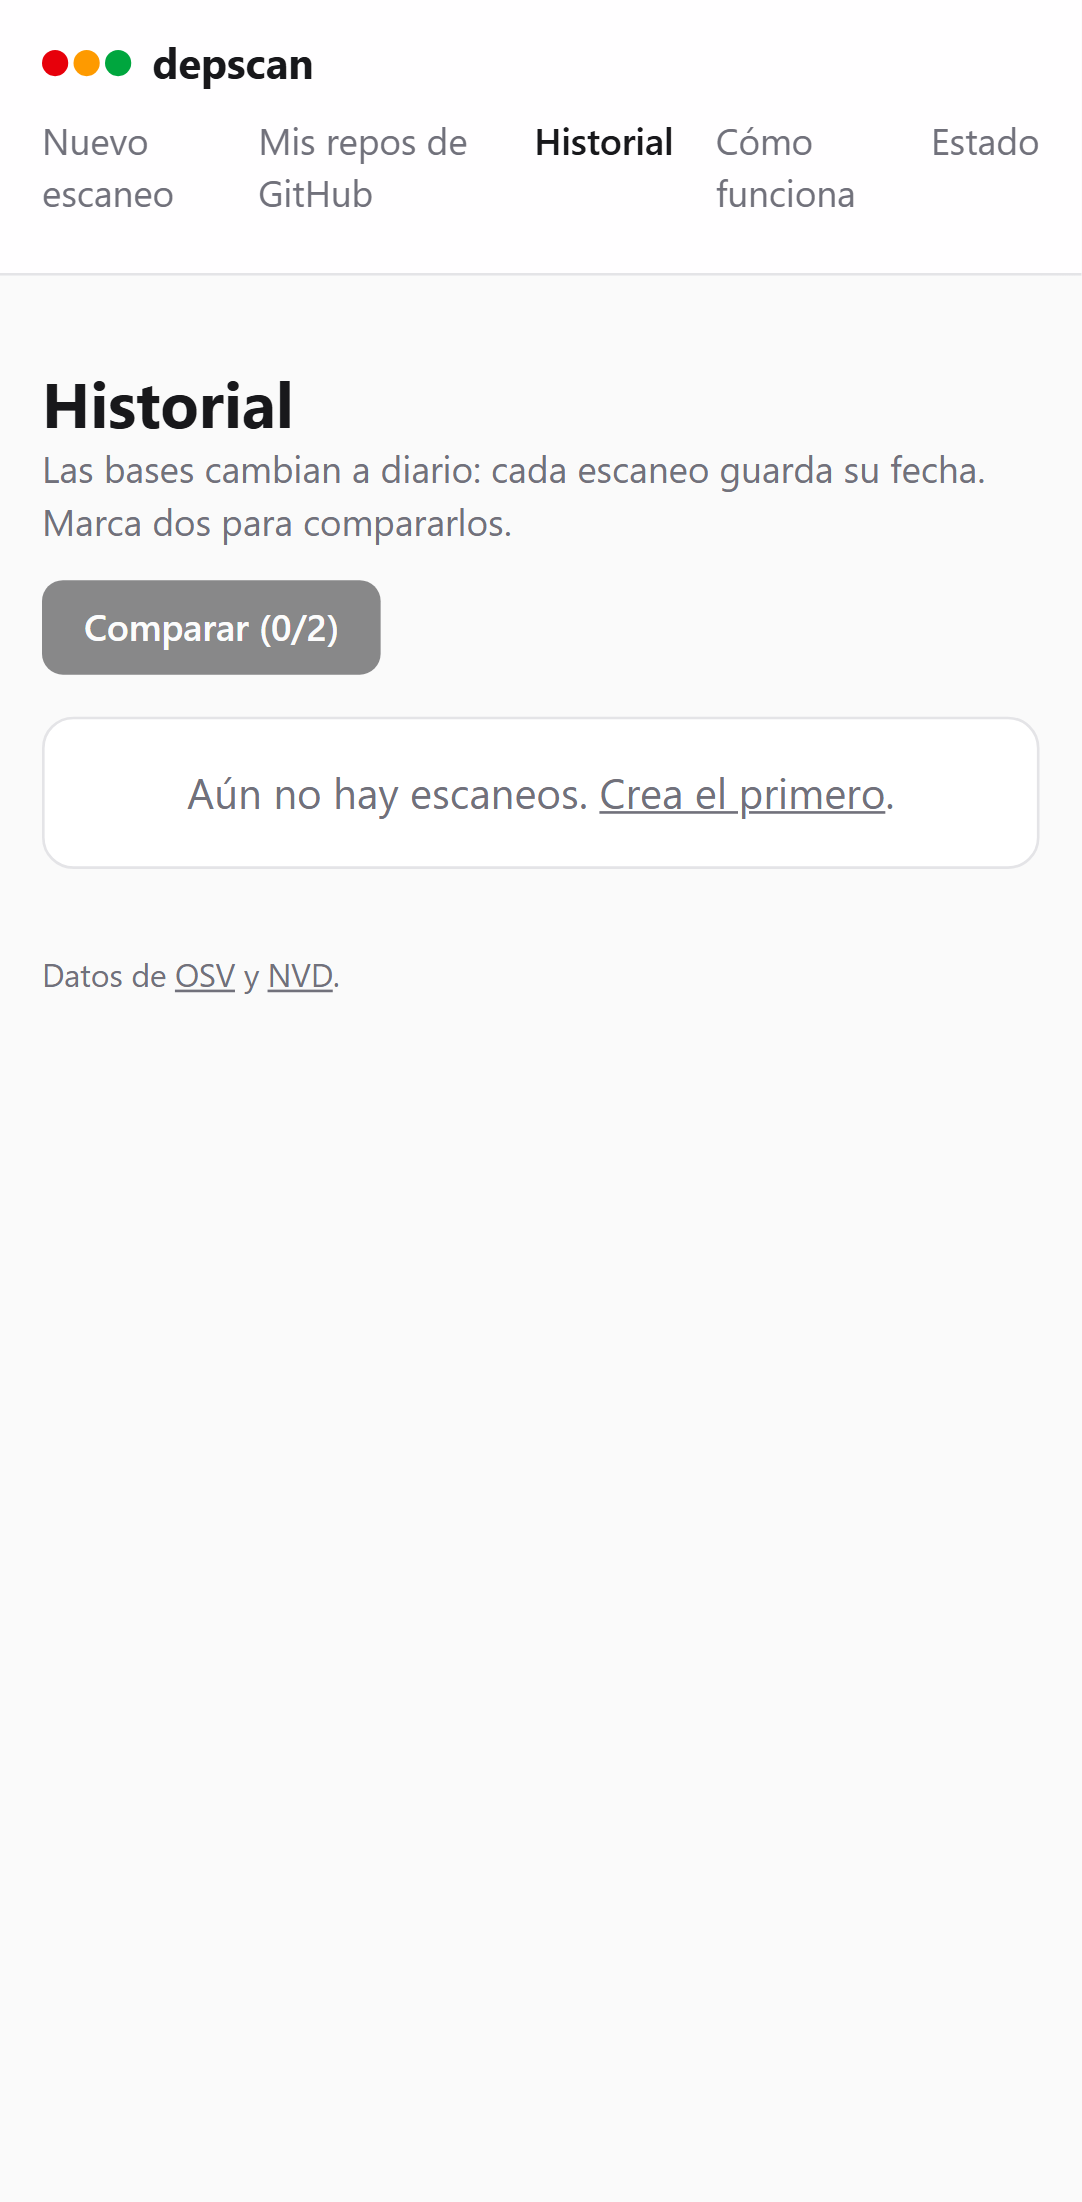 depscan
Nuevo escaneo
Mis repos de GitHub
Historial
Cómo funciona
Estado
Historial
Las bases cambian a diario: cada escaneo guarda su fecha.
Marca dos para compararlos.
Comparar (0/2)
Aún no hay escaneos. Crea el primero.
Datos de OSV y NVD.